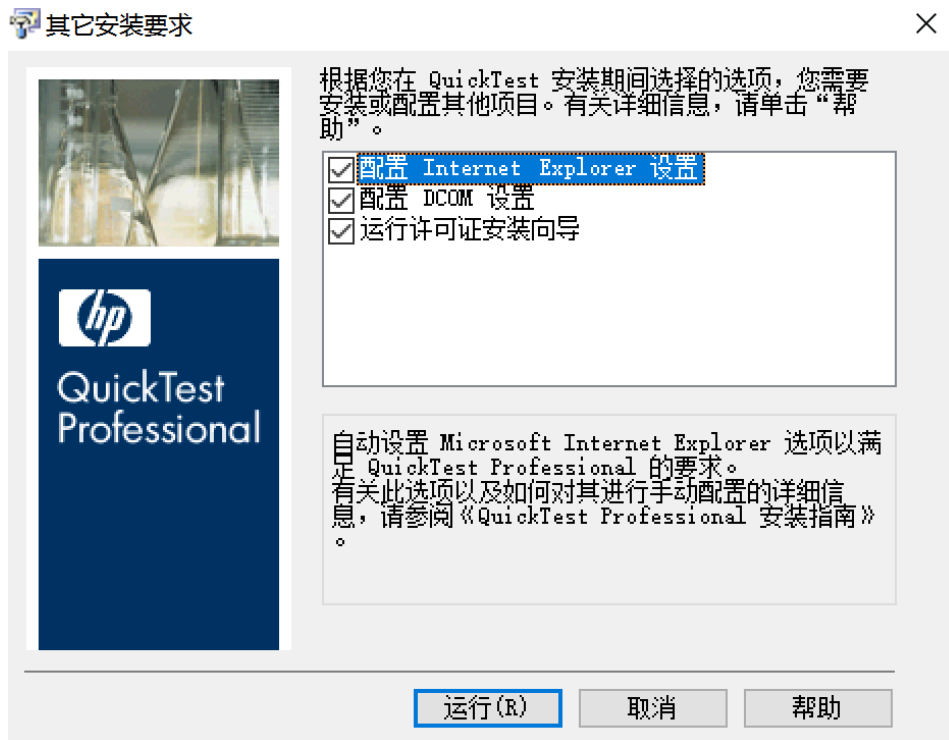 其它安装要求
根据您在 QuickTest 安装期间选择的选项，您需要
安装或配置其他项目。有关详细信息，请单击“帮
助”。
配置 Internet Explorer 设置
配置 DCOM 设置
运行许可证安装向导
hp
QuickTest
Professional
自动设置 Microsoft Internet Explorer 选项以满
足 QuickTest Professional 的要求。
有关此选项以及如何对其进行手动配置的详细信
息，请参阅《QuickTest Professional 安装指南》
。
运行(R)
取消
帮助